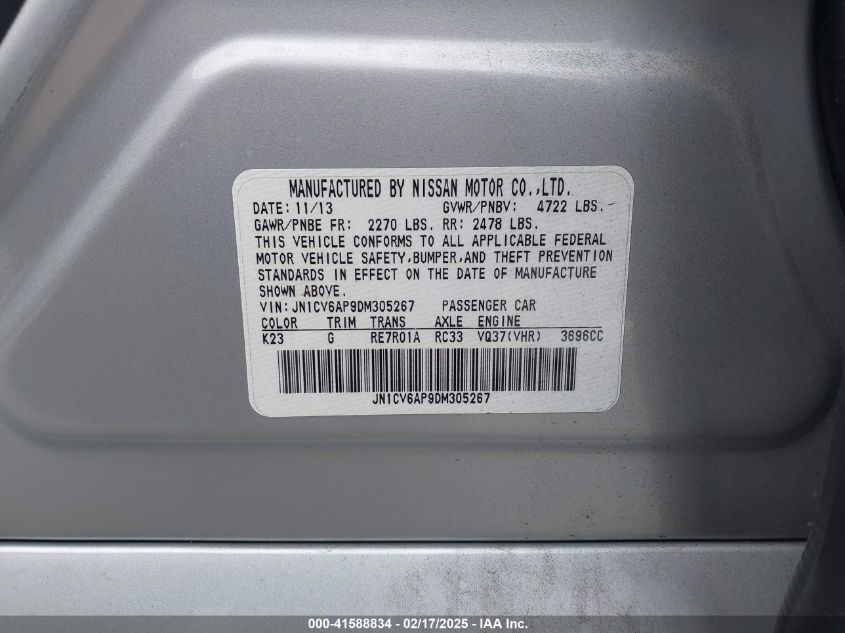 MANUFACTURED BY NISSAN MOTOR CO.,LTD.
DATE: 11/13 GVWR/PNBV: 4722 LBS.
GAWR/PNBE FR: 2270 LBS. RR: 2478 LBS.
THIS VEHICLE CONFORMS TO ALL APPLICABLE FEDERAL
MOTOR VEHICLE SAFETY,BUMPER,AND THEFT PREVENTION
STANDARDS IN EFFECT ON THE DATE OF MANUFACTURE
SHOWN ABOVE.
VIN:JN1CV6AP9DM305267 PASSENGER CAR
COLOR TRIM TRANS AXLE ENGINE
K23 G RE7R01A RC33 VQ37(VHR) 3696CC
JN1CV6AP9DM305267
000-41588834 - 02/17/2025 - IAA Inc.